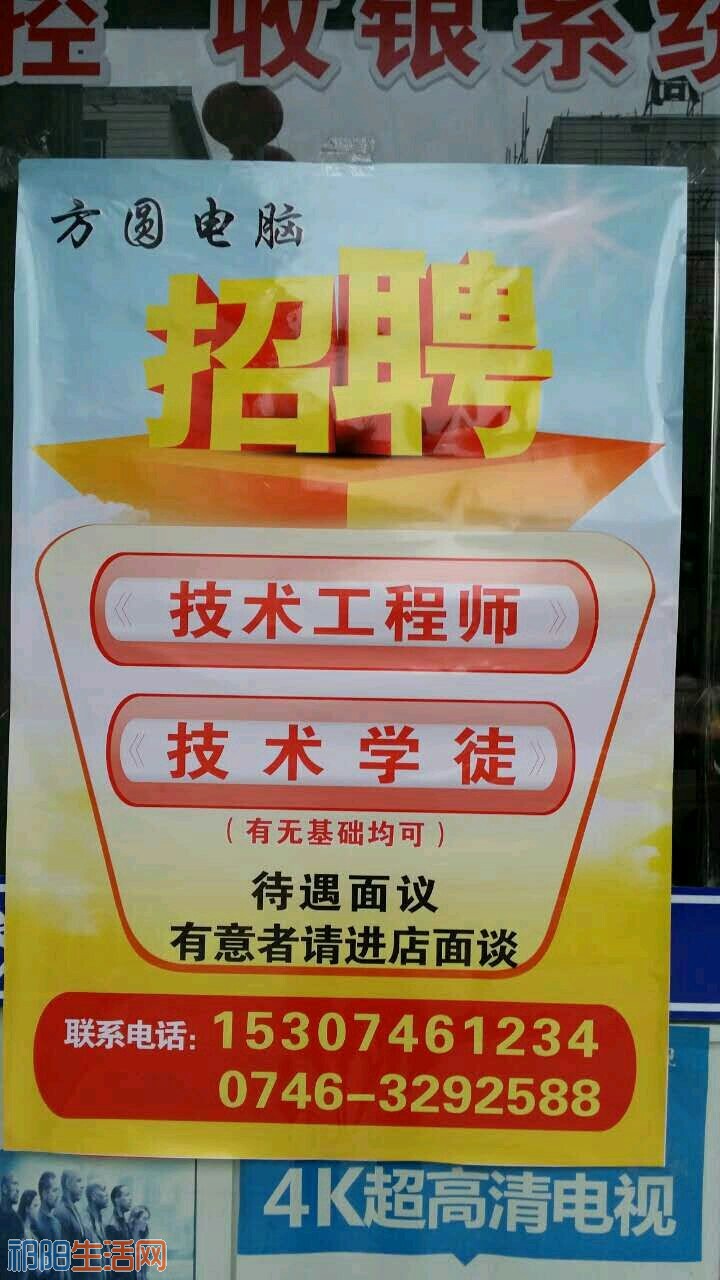 控 收银系统
方圆电脑
招聘
《 技术工程师 》
《 技术学徒 》
（有无基础均可）
待遇面议
有意者请进店面谈
联系电话：15307461234
0746-3292588
4K超高清电视
祁阳生活网